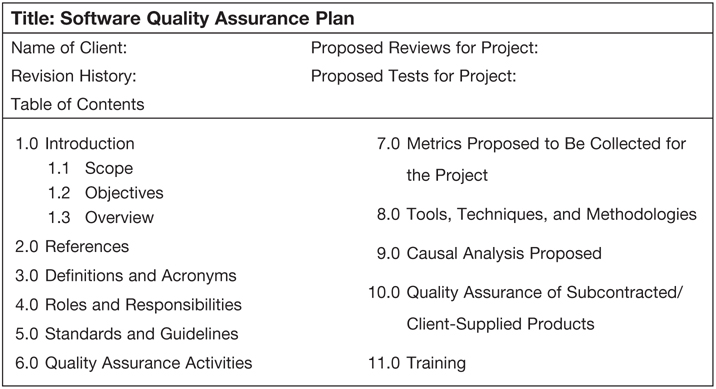 Title: Software Quality Assurance Plan
Name of Client:
Proposed Reviews for Project:
Revision History:
Proposed Tests for Project:
Table of Contents
1.0 Introduction
1.1 Scope
1.2 Objectives
1.3 Overview
2.0 References
3.0 Definitions and Acronyms
4.0 Roles and Responsibilities
5.0 Standards and Guidelines
6.0 Quality Assurance Activities
7.0 Metrics Proposed to Be Collected for
the Project
8.0 Tools, Techniques, and Methodologies
9.0 Causal Analysis Proposed
10.0 Quality Assurance of Subcontracted/
Client-Supplied Products
11.0 Training